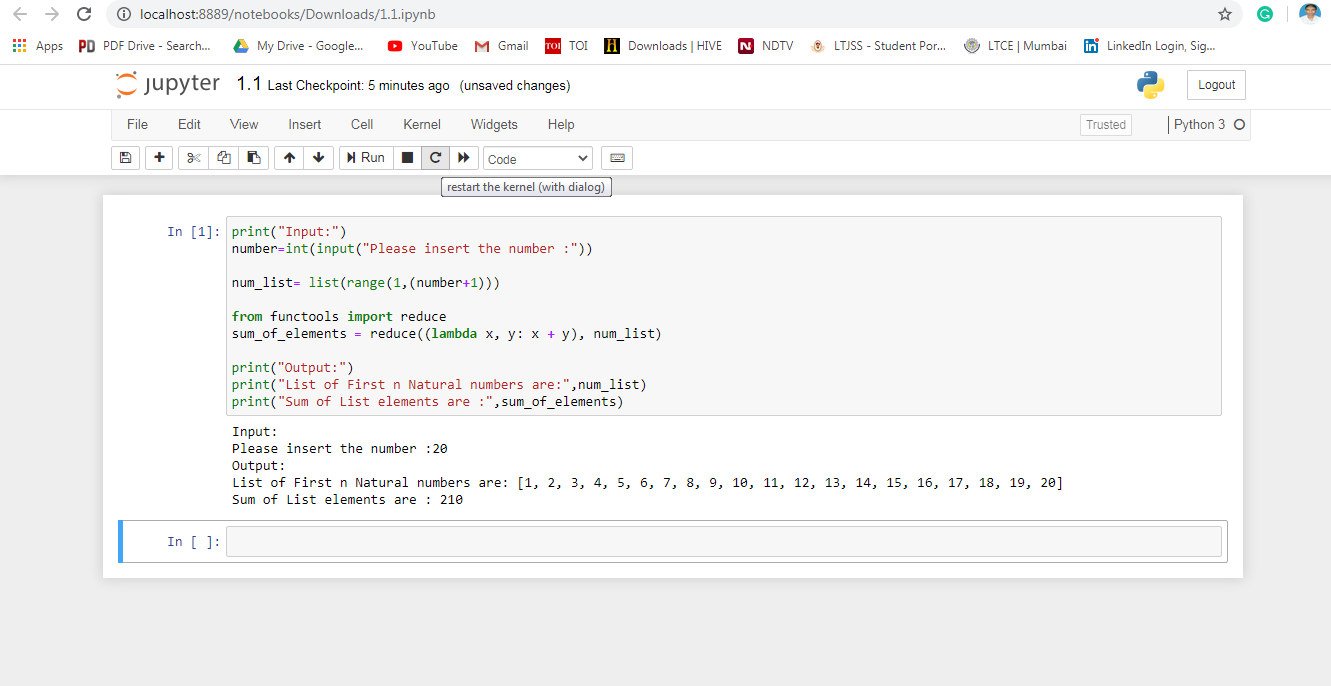 localhost:8889/notebooks/Downloads/1.1.ipynb
Apps PD PDF Drive - Search... My Drive - Google... YouTube Gmail TOI TOI H Downloads | HIVE N NDTV LTJSS - Student Por... LTCE | Mumbai in LinkedIn Login, Sig...
jupyter 1.1 Last Checkpoint: 5 minutes ago (unsaved changes) Logout
File Edit View Insert Cell Kernel Widgets Help Trusted Python 3
Run Code
restart the kernel (with dialog)
In [1]: print("Input:")
number=int(input("Please insert the number :"))
num_list= list(range(1,(number+1)))
from functools import reduce
sum_of_elements = reduce((lambda x, y: x + y), num_list)
print("Output:")
print("List of First n Natural numbers are:",num_list)
print("Sum of List elements are :",sum_of_elements)
Input:
Please insert the number :20
Output:
List of First n Natural numbers are: [1, 2, 3, 4, 5, 6, 7, 8, 9, 10, 11, 12, 13, 14, 15, 16, 17, 18, 19, 20]
Sum of List elements are : 210
In [ ]: